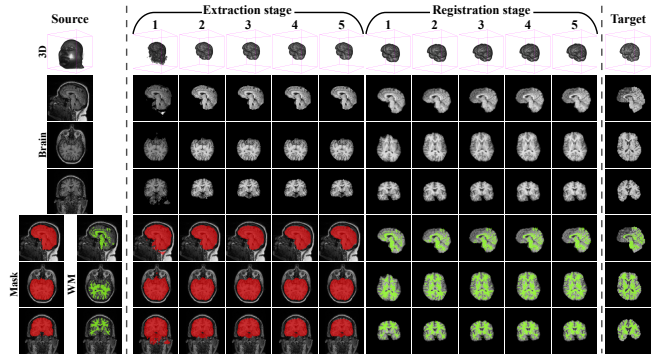 Source
Extraction stage
Registration stage
Target
1 2 3 4 5 1 2 3 4 5
3D
Brain
Mask
WM